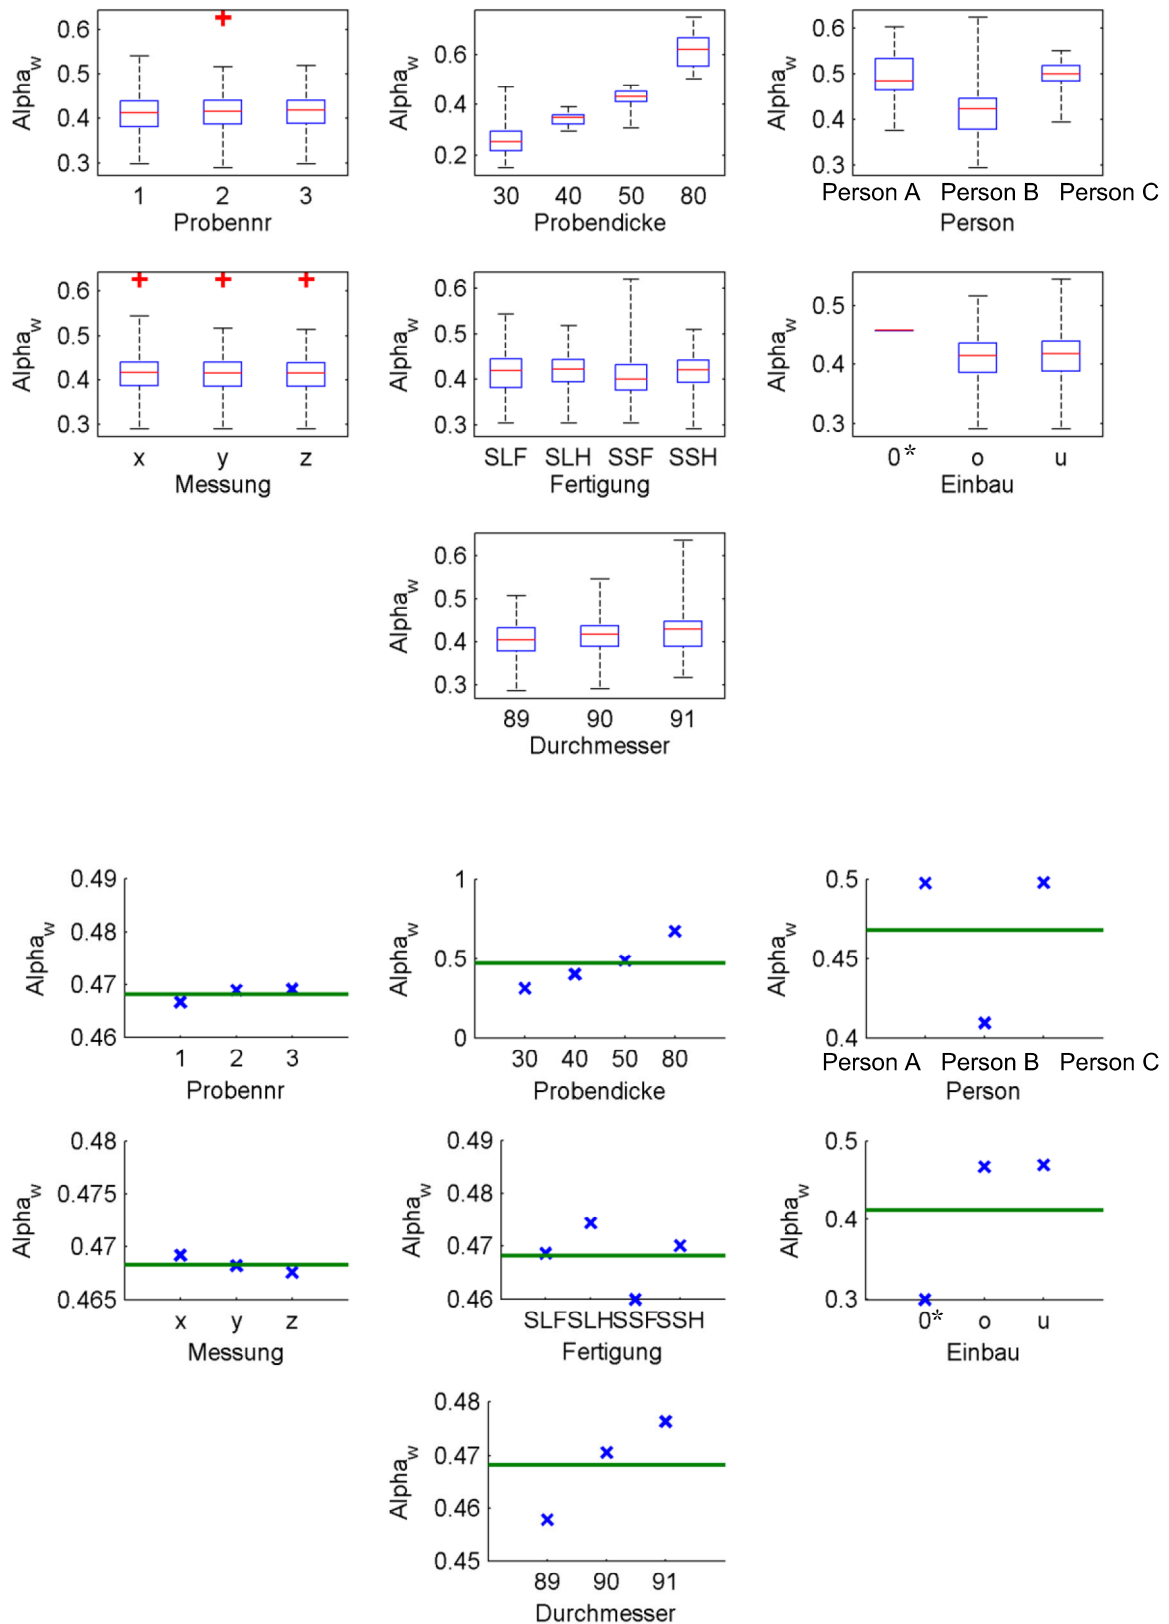 Alpha_w
0.6
0.5
0.4
0.3
1 2 3
Probennr
Alpha_w
0.6
0.4
0.2
30 40 50 80
Probendicke
Alpha_w
0.6
0.5
0.4
0.3
Person A Person B Person C
Person
Alpha_w
0.6
0.5
0.4
0.3
x y z
Messung
Alpha_w
0.6
0.5
0.4
0.3
SLF SLH SSF SSH
Fertigung
Alpha_w
0.5
0.4
0.3
0* o u
Einbau
Alpha_w
0.6
0.5
0.4
0.3
89 90 91
Durchmesser
Alpha_w
0.49
0.48
0.47
0.46
1 2 3
Probennr
Alpha_w
1
0.5
0
30 40 50 80
Probendicke
Alpha_w
0.5
0.45
0.4
Person A Person B Person C
Person
Alpha_w
0.48
0.475
0.47
0.465
x y z
Messung
Alpha_w
0.49
0.48
0.47
0.46
SLF SLH SSF SSH
Fertigung
Alpha_w
0.5
0.4
0.3
0* o u
Einbau
Alpha_w
0.48
0.47
0.46
0.45
89 90 91
Durchmesser